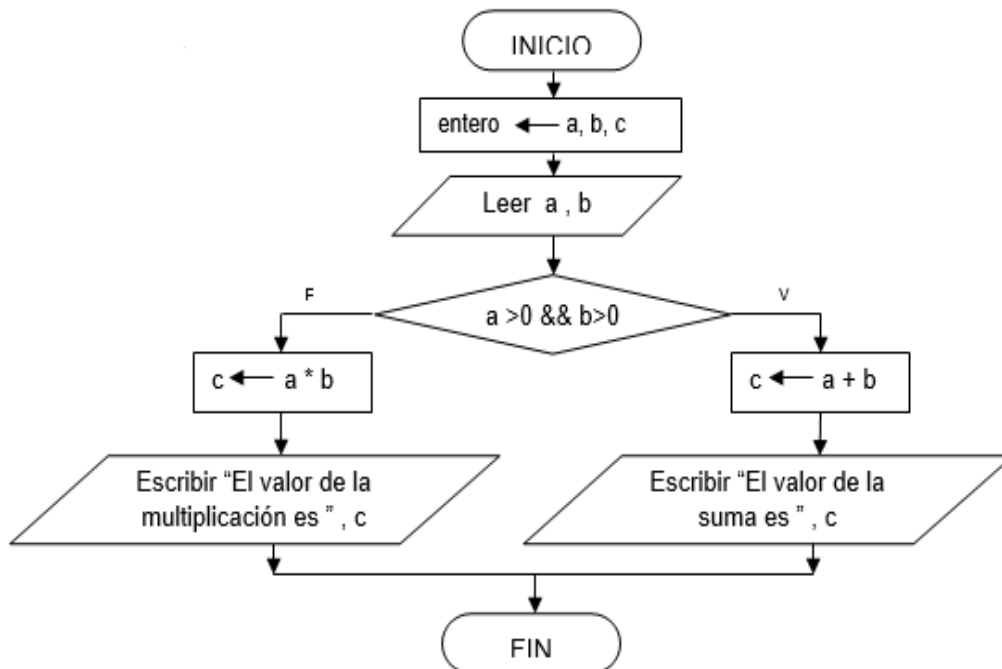 INICIO
entero ← a, b, c
Leer a , b
F
V
a >0 && b>0
c ← a * b
c ← a + b
Escribir “El valor de la
multiplicación es ” , c
Escribir “El valor de la
suma es ” , c
FIN